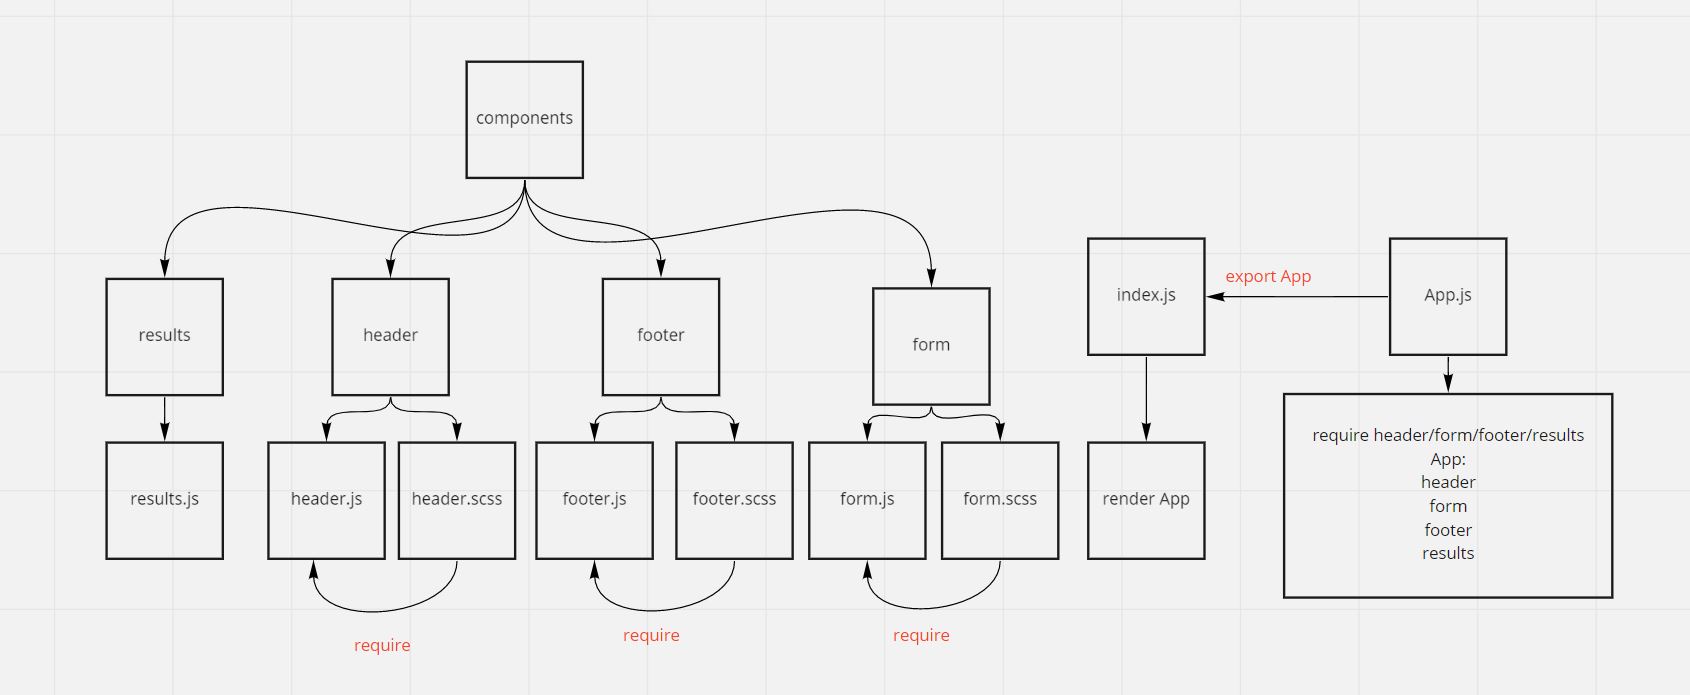 components
results
header
footer
form
index.js
export App
App.js
results.js
header.js
header.scss
footer.js
footer.scss
form.js
form.scss
render App
require header/form/footer/results
App:
header
form
footer
results
require
require
require